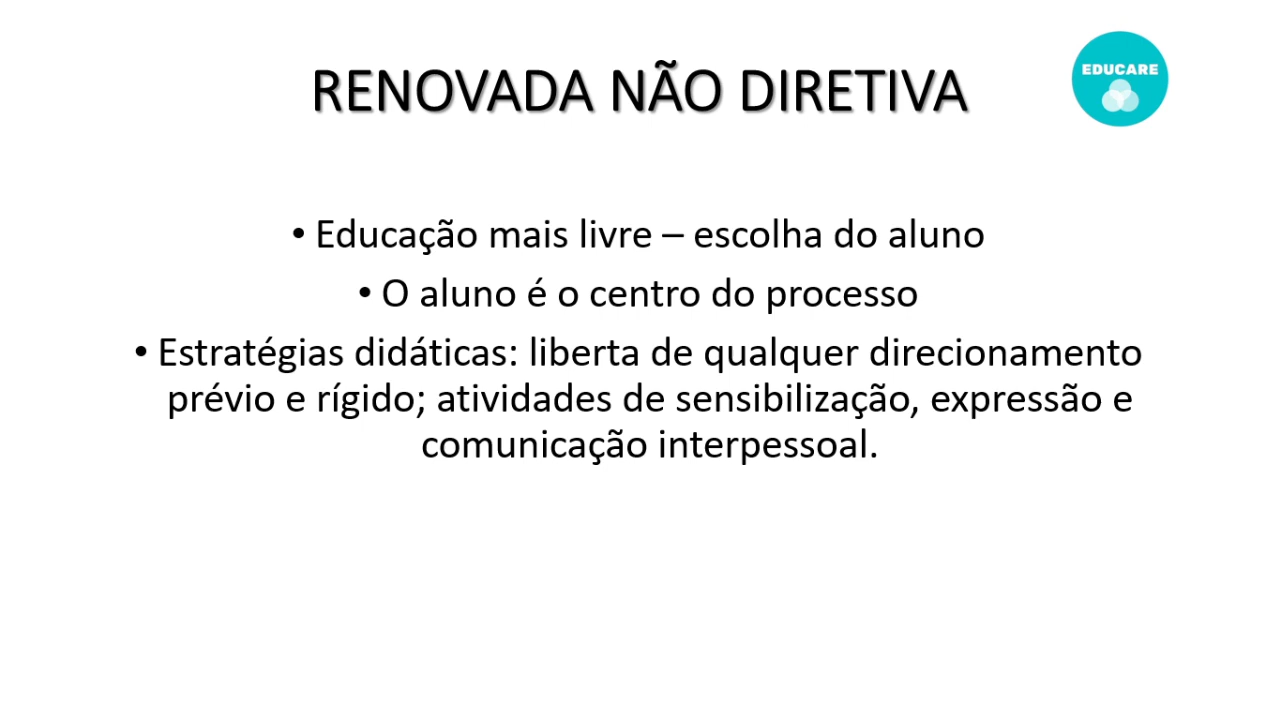 RENOVADA NÃO DIRETIVA
EDUCARE
• Educação mais livre – escolha do aluno
• O aluno é o centro do processo
• Estratégias didáticas: liberta de qualquer direcionamento
prévio e rígido; atividades de sensibilização, expressão e
comunicação interpessoal.